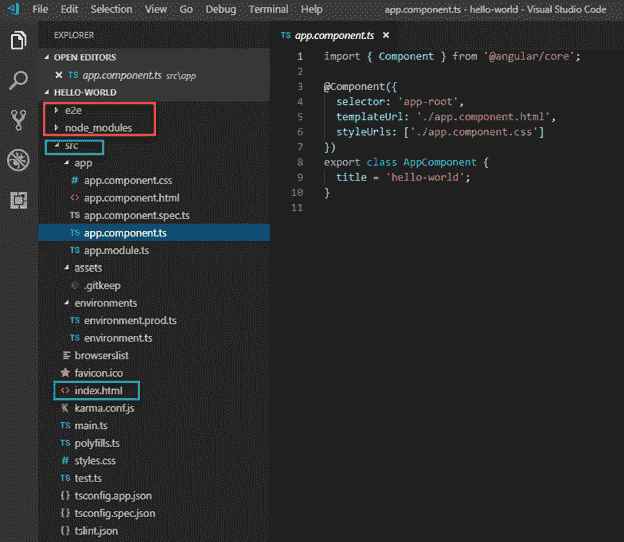 File Edit Selection View Go Debug Terminal Help app.component.ts - hello-world - Visual Studio Code
EXPLORER
OPEN EDITORS
TS app.component.ts src\app
HELLO-WORLD
e2e
node_modules
src
app
# app.component.css
<> app.component.html
TS app.component.spec.ts
TS app.component.ts
TS app.module.ts
assets
.gitkeep
environments
TS environment.prod.ts
TS environment.ts
browserslist
favicon.ico
<> index.html
karma.conf.js
TS main.ts
TS polyfills.ts
# styles.css
TS test.ts
{} tsconfig.app.json
{} tsconfig.spec.json
{} tslint.json
TS app.component.ts ×
1 import { Component } from '@angular/core';
2
3 @Component({
4 selector: 'app-root',
5 templateUrl: './app.component.html',
6 styleUrls: ['./app.component.css']
7 })
8 export class AppComponent {
9 title = 'hello-world';
10 }
11